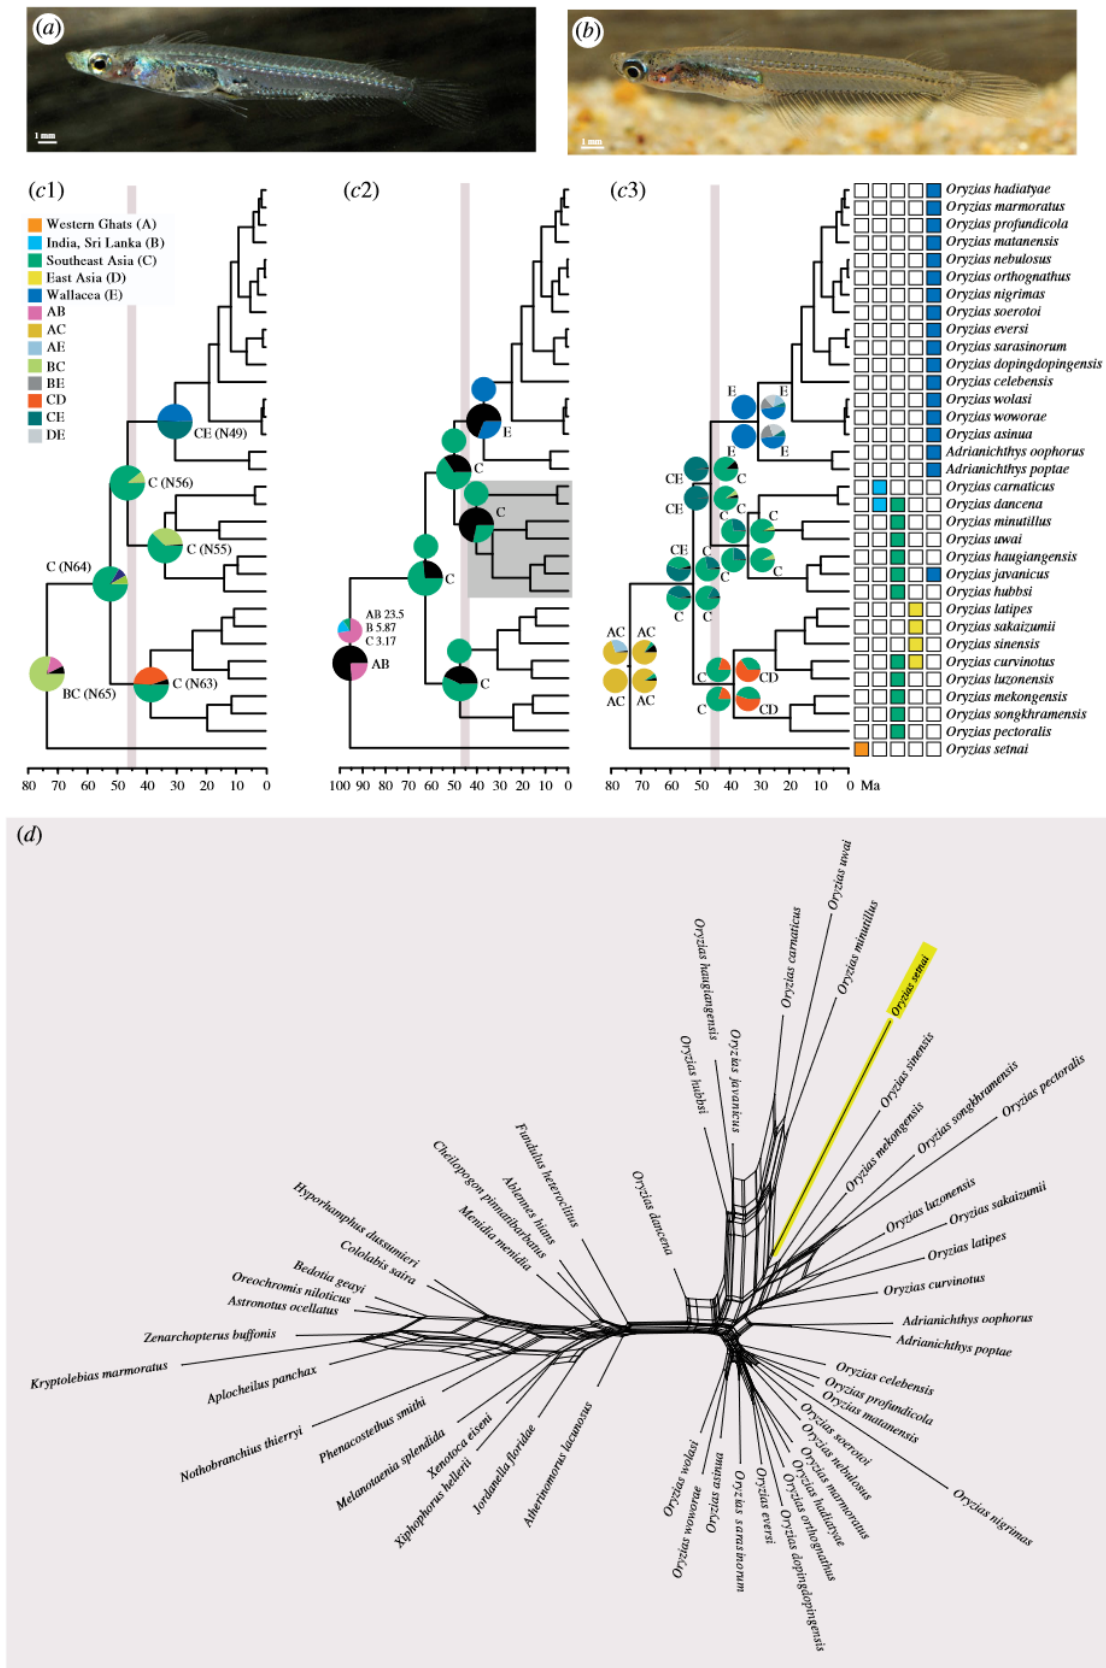 (a)
1 mm
(b)
1 mm
(c1)
Western Ghats (A)
India, Sri Lanka (B)
Southeast Asia (C)
East Asia (D)
Wallacea (E)
AB
AC
AE
BC
BE
CD
CE
DE
CE (N49)
C (N56)
C (N55)
C (N64)
C (N63)
BC (N65)
80 70 60 50 40 30 20 10 0
(c2)
E
C
C
C
AB 23.5
B 5.87
C 3.17
AB
C
100 90 80 70 60 50 40 30 20 10 0
(c3)
E E
E E
CE C
CE C C C
CE C C C
C C
AC AC
AC AC
C CD
C CD
80 70 60 50 40 30 20 10 0 Ma
Oryzias hadiatyae
Oryzias marmoratus
Oryzias profundicola
Oryzias matanensis
Oryzias nebulosus
Oryzias orthognathus
Oryzias nigrimas
Oryzias soerotoi
Oryzias eversi
Oryzias sarasinorum
Oryzias dopingdopingensis
Oryzias celebensis
Oryzias wolasi
Oryzias woworae
Oryzias asinua
Adrianichthys oophorus
Adrianichthys poptae
Oryzias carnaticus
Oryzias dancena
Oryzias minutillus
Oryzias uwai
Oryzias haugiangensis
Oryzias javanicus
Oryzias hubbsi
Oryzias latipes
Oryzias sakaizumii
Oryzias sinensis
Oryzias curvinotus
Oryzias luzonensis
Oryzias mekongensis
Oryzias songkhramensis
Oryzias pectoralis
Oryzias setnai
(d)
Oryzias uwai
Oryzias minutillus
Oryzias carnaticus
Oryzias haugiangensis
Oryzias javanicus
Oryzias hubbsi
Oryzias setnai
Oryzias sinensis
Oryzias mekongensis
Oryzias songkhramensis
Oryzias pectoralis
Oryzias luzonensis
Oryzias sakaizumii
Oryzias latipes
Oryzias curvinotus
Adrianichthys oophorus
Adrianichthys poptae
Oryzias dancena
Fundulus heteroclitus
Ablennes hians
Cheilopogon pinnatibarbatus
Menidia menidia
Hyporhamphus dussumieri
Cololabis saira
Bedotia geayi
Oreochromis niloticus
Astronotus ocellatus
Zenarchopterus buffonis
Kryptolebias marmoratus
Aplocheilus panchax
Nothobranchius thierryi
Phenacostethus smithi
Melanotaenia splendida
Xenotoca eiseni
Xiphophorus hellerii
Jordanella floridae
Atherinomorus lacunosus
Oryzias wolasi
Oryzias woworae
Oryzias asinua
Oryzias sarasinorum
Oryzias eversi
Oryzias dopingdopingensis
Oryzias orthognathus
Oryzias hadiatyae
Oryzias marmoratus
Oryzias nebulosus
Oryzias soerotoi
Oryzias matanensis
Oryzias profundicola
Oryzias celebensis
Oryzias nigrimas